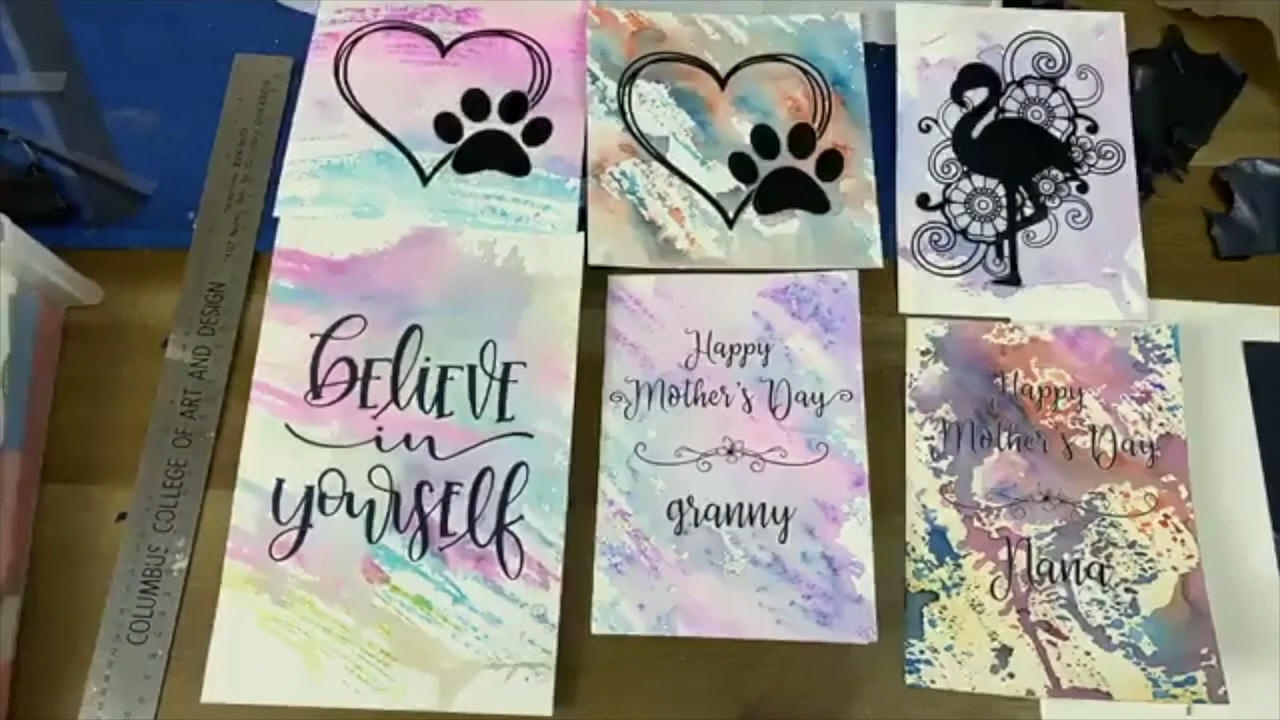 COLUMBUS COLLEGE OF ART AND DESIGN
believe
in
yourself
Happy
Mother's Day
granny
Happy
Mother's Day
Nana